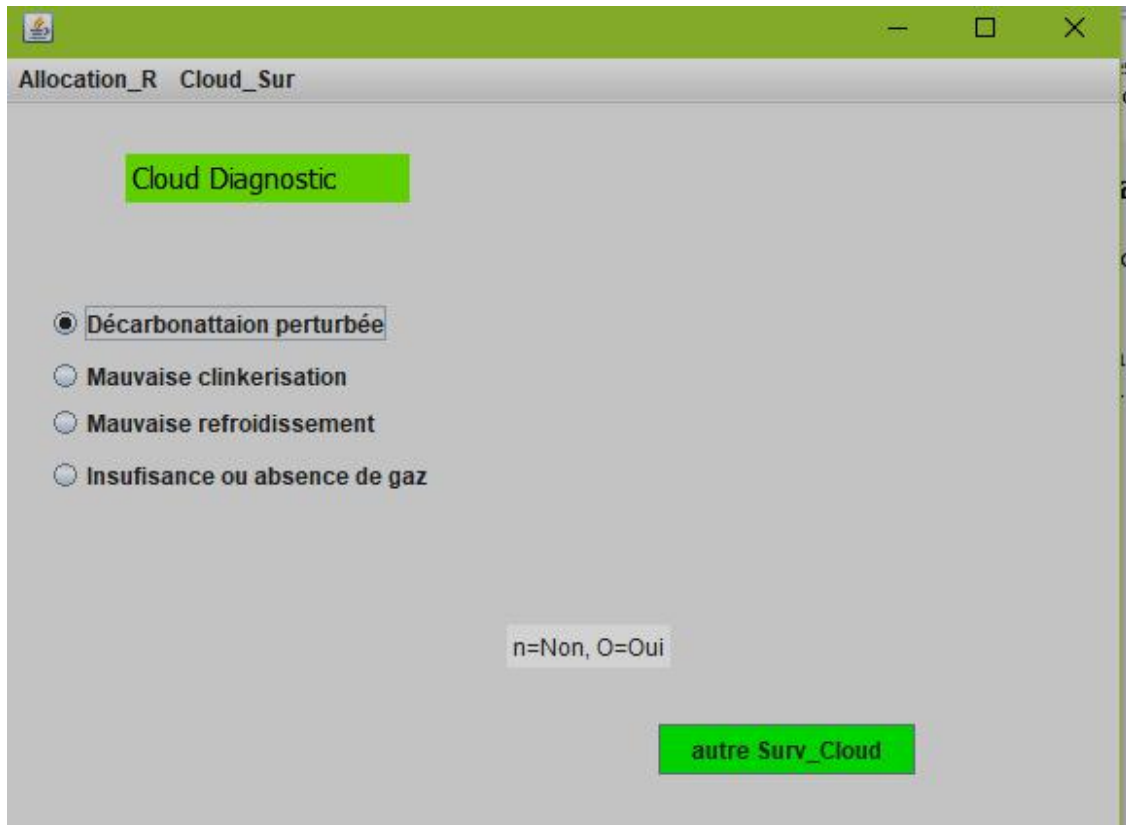 Allocation_R Cloud_Sur
Cloud Diagnostic
Décarbonattaion perturbée
Mauvaise clinkerisation
Mauvaise refroidissement
Insufisance ou absence de gaz
n=Non, O=Oui
autre Surv_Cloud